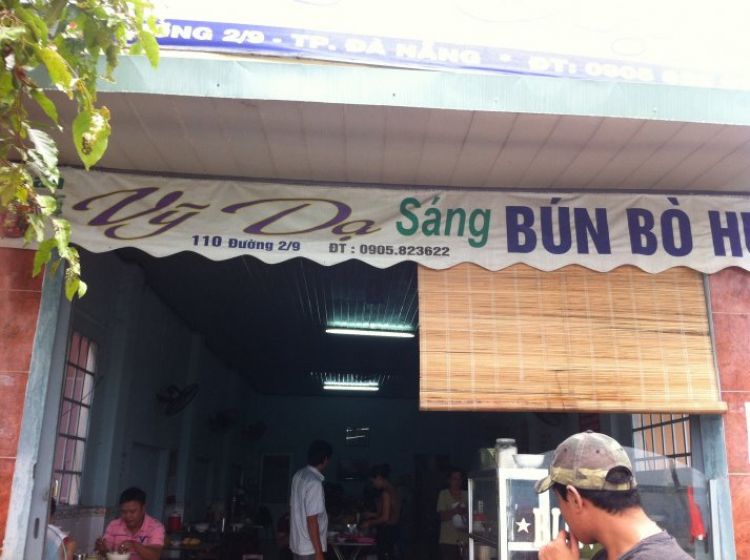 ĐƯỜNG 2/9 - TP. ĐÀ NẴNG * ĐT: 0905
Vỹ Dạ Sáng BÚN BÒ HU
110 Đường 2/9 ĐT : 0905.823622